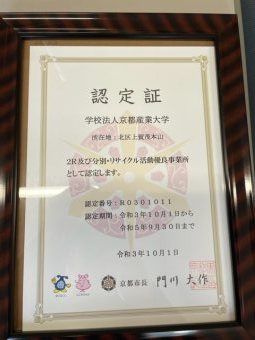 認定証
学校法人京都産業大学
所在地：北区上賀茂本山
2R及び分別・リサイクル活動優良事業所
として認定します。
認定番号：R0301011
認定期間：令和3年10月1日から
令和5年9月30日まで
令和3年10月1日
京都市長 門川大作